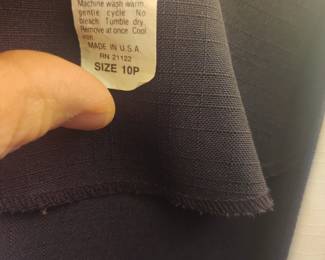 Machine wash warm,
gentle cycle. No
bleach. Tumble dry.
Remove at once. Cool
iron.
MADE IN U.S.A.
RN 21122
SIZE 10P